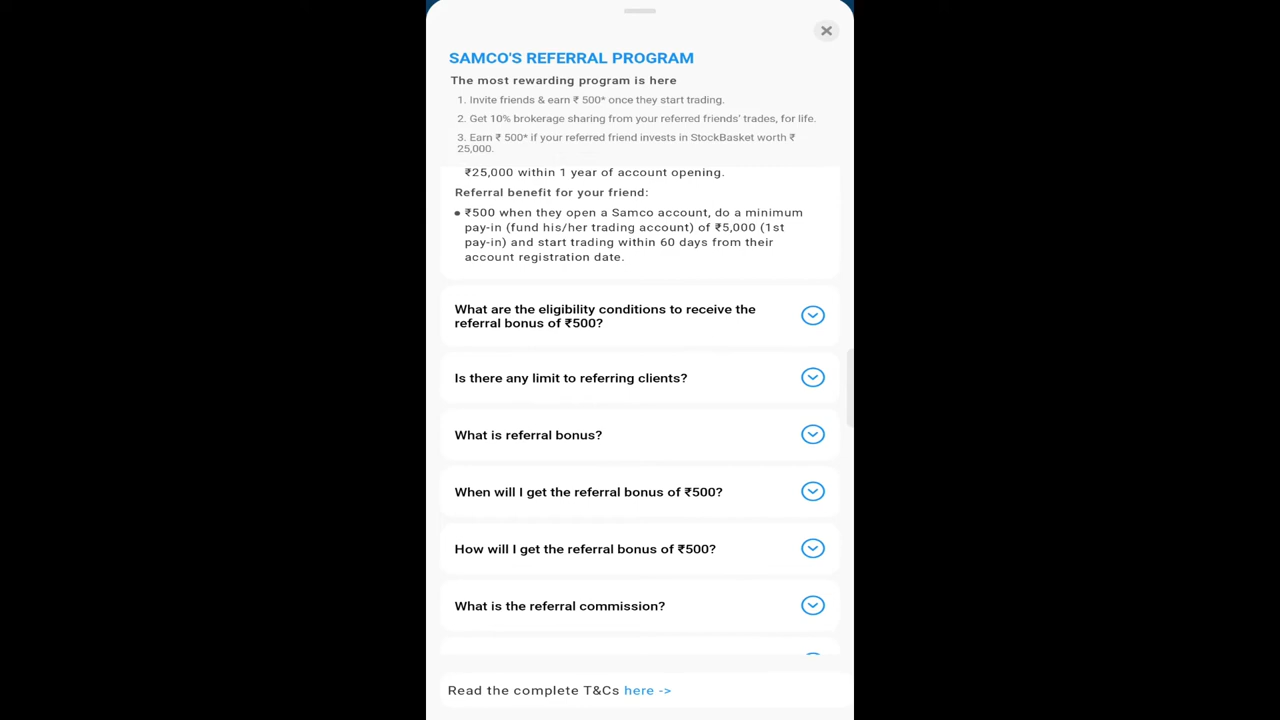 SAMCO'S REFERRAL PROGRAM
The most rewarding program is here
1. Invite friends & earn ₹ 500* once they start trading.
2. Get 10% brokerage sharing from your referred friends' trades, for life.
3. Earn ₹ 500* if your referred friend invests in StockBasket worth ₹
25,000.
₹25,000 within 1 year of account opening.
Referral benefit for your friend:
● ₹500 when they open a Samco account, do a minimum
pay-in (fund his/her trading account) of ₹5,000 (1st
pay-in) and start trading within 60 days from their
account registration date.
What are the eligibility conditions to receive the
referral bonus of ₹500?
Is there any limit to referring clients?
What is referral bonus?
When will I get the referral bonus of ₹500?
How will I get the referral bonus of ₹500?
What is the referral commission?
Read the complete T&Cs here ->